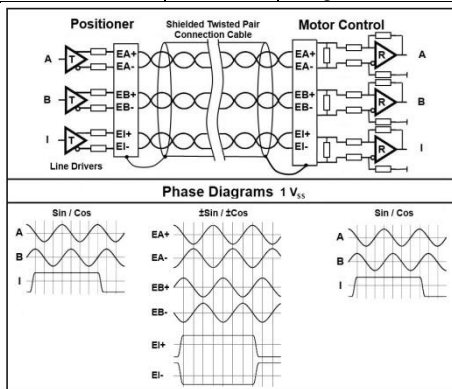 Positioner
Shielded Twisted Pair
Connection Cable
Motor Control
A T EA+ EA+ R A
EA- EA-
B T EB+ EB+ R B
EB- EB-
I T EI+ EI+ R I
EI- EI-
Line Drivers
Phase Diagrams 1 Vss
Sin / Cos
±Sin / ±Cos
Sin / Cos
A EA+ A
B EA- B
I EB+ I
EB-
EI+
EI-